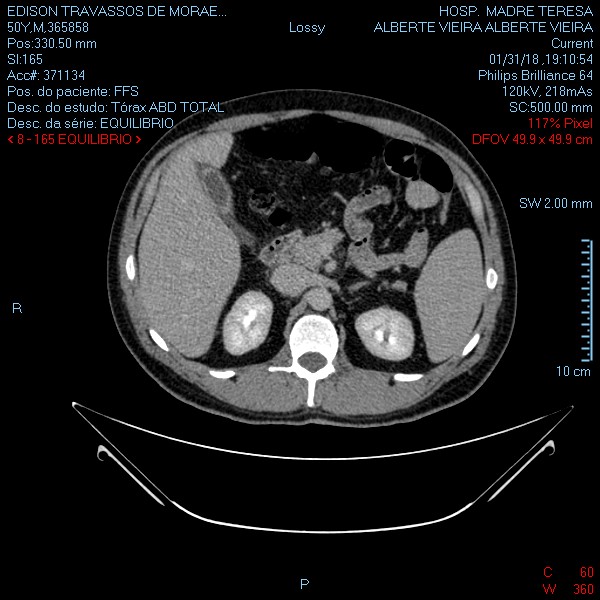 EDISON TRAVASSOS DE MORAE...
50Y,M,365858
Pos:330.50 mm
SI:165
Acc#: 371134
Pos. do paciente: FFS
Desc. do estudo: Tórax ABD TOTAL
Desc. da série: EQUILIBRIO
< 8 - 165 EQUILIBRIO >
Lossy
HOSP. MADRE TERESA
ALBERTE VIEIRA ALBERTE VIEIRA
Current
01/31/18 ,19:10:54
Philips Brilliance 64
120kV, 218mAs
SC:500.00 mm
117% Pixel
DFOV 49.9 x 49.9 cm
SW 2.00 mm
R
10 cm
P
C 60
W 360